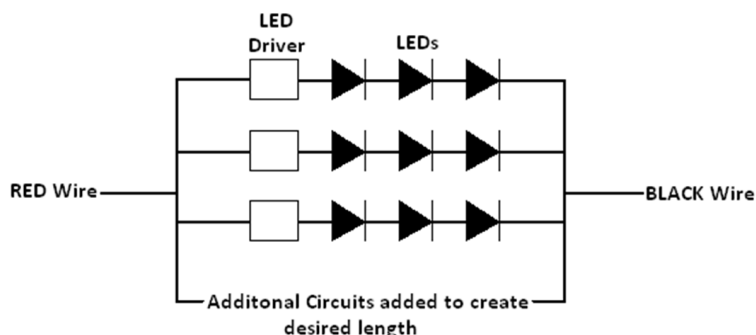 LED
Driver
LEDs
RED Wire
BLACK Wire
Additonal Circuits added to create
desired length